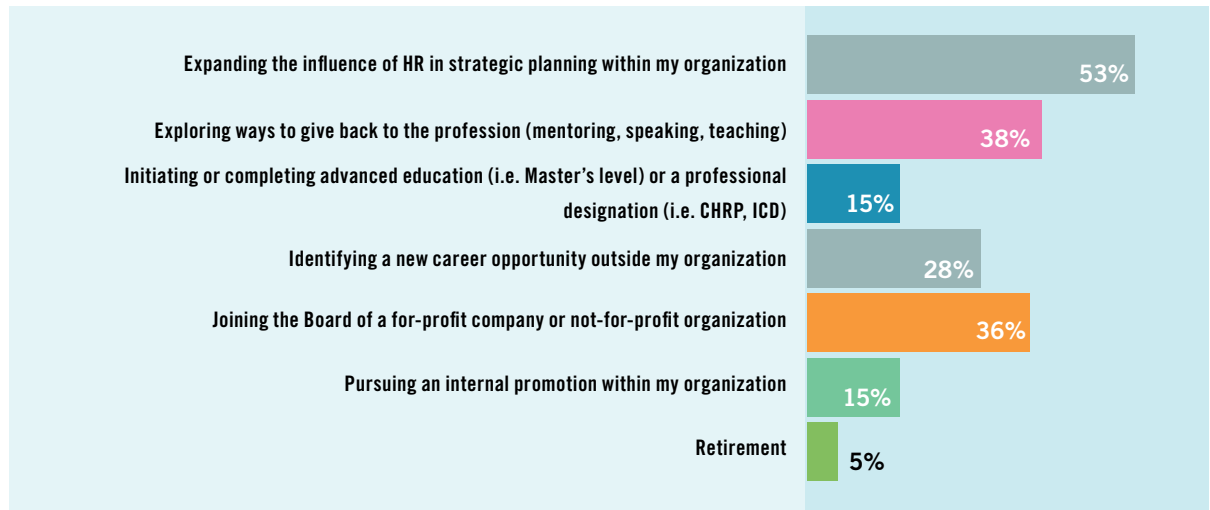 Expanding the influence of HR in strategic planning within my organization
53%
Exploring ways to give back to the profession (mentoring, speaking, teaching)
38%
Initiating or completing advanced education (i.e. Master's level) or a professional
designation (i.e. CHRP, ICD)
15%
Identifying a new career opportunity outside my organization
28%
Joining the Board of a for-profit company or not-for-profit organization
36%
Pursuing an internal promotion within my organization
15%
Retirement
5%